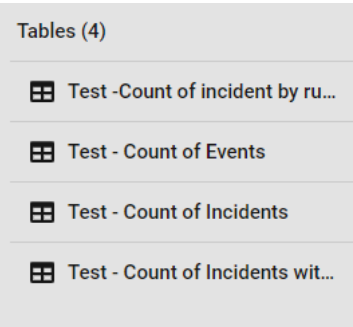 Tables (4)
Test -Count of incident by ru...
Test - Count of Events
Test - Count of Incidents
Test - Count of Incidents wit...